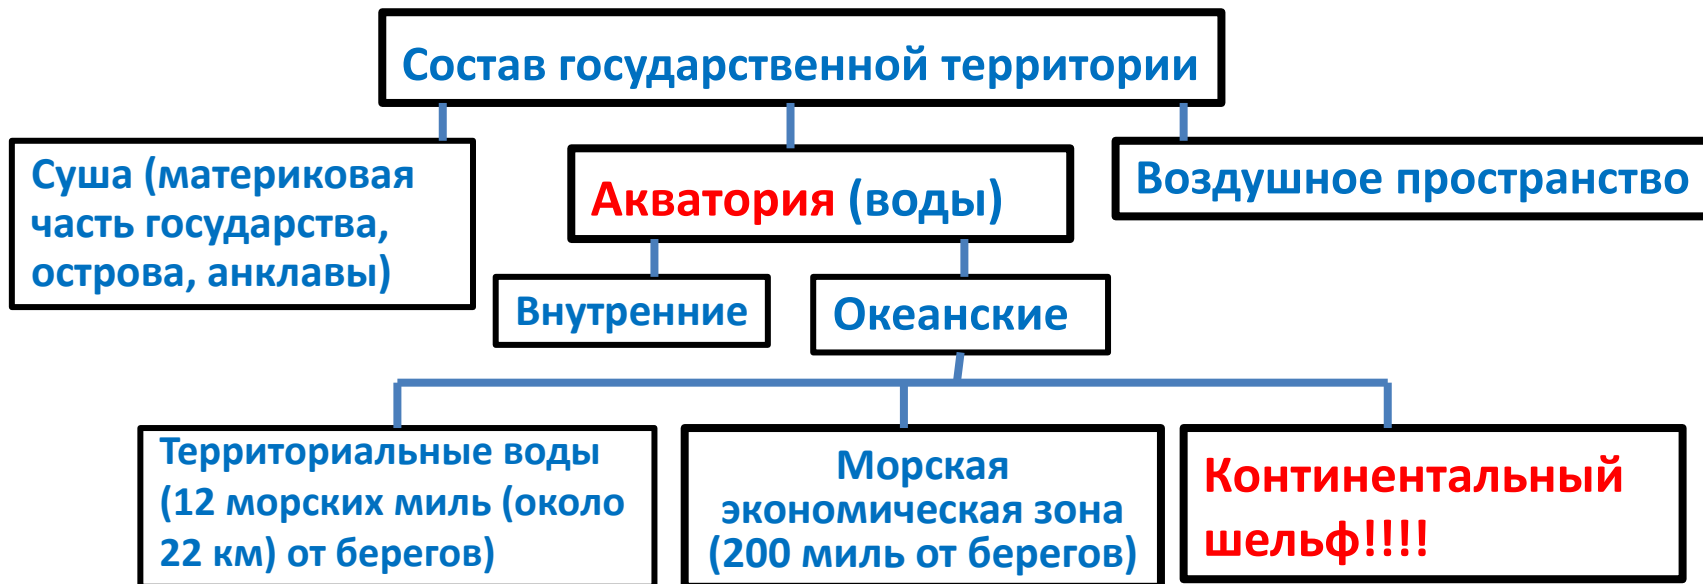 Состав государственной территории
Суша (материковая
часть государства,
острова, анклавы)
Акватория (воды)
Воздушное пространство
Внутренние
Океанские
Территориальные воды
(12 морских миль (около
22 км) от берегов)
Морская
экономическая зона
(200 миль от берегов)
Континентальный
шельф!!!!